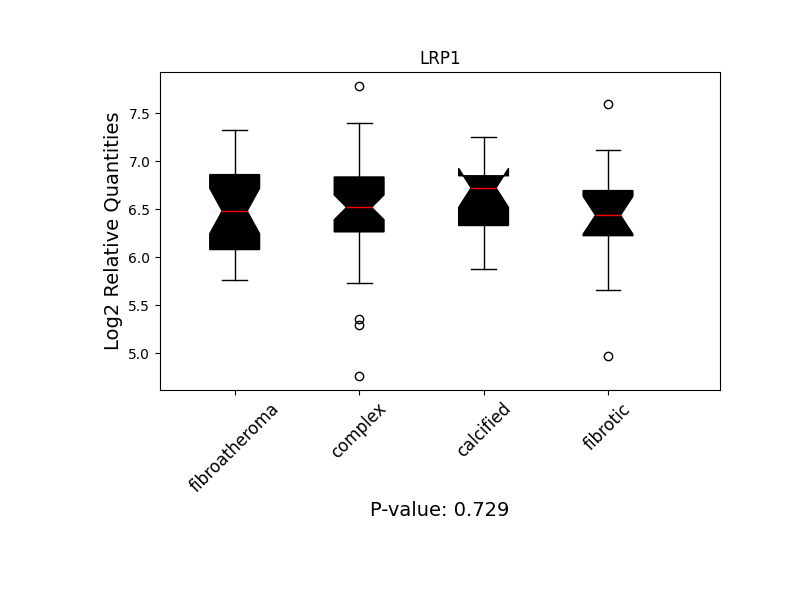 LRP1
Log2 Relative Quantities
7.5
7.0
6.5
6.0
5.5
5.0
fibroatheroma
complex
calcified
fibrotic
P-value: 0.729